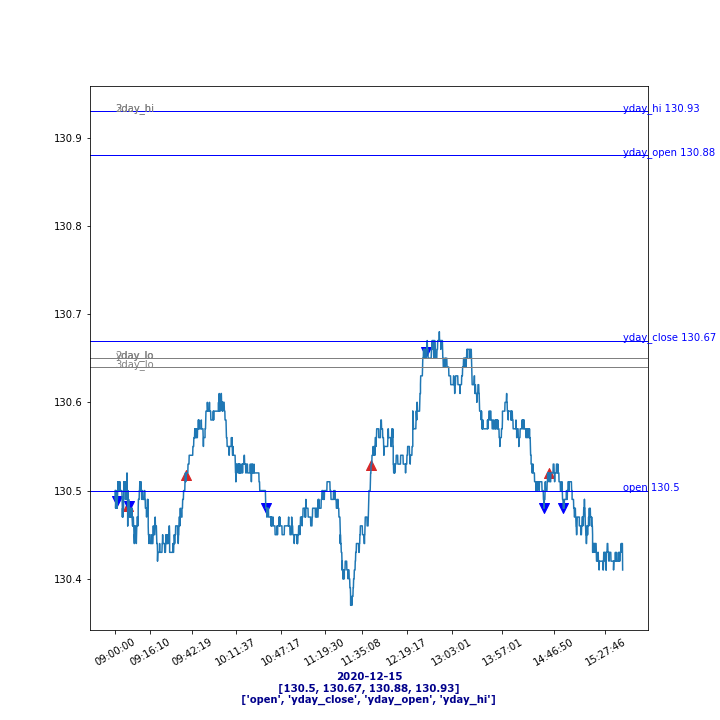 2day_hi
yday_hi 130.93
130.9
yday_open 130.88
130.8
130.7
yday_close 130.67
yday_lo
3day_lo
130.6
130.5
open 130.5
130.4
09:00:00
09:16:10
09:42:19
10:11:37
10:47:17
11:19:30
11:35:08
12:19:17
13:03:01
13:57:01
14:46:50
15:27:46
2020-12-15
[130.5, 130.67, 130.88, 130.93]
['open', 'yday_close', 'yday_open', 'yday_hi']